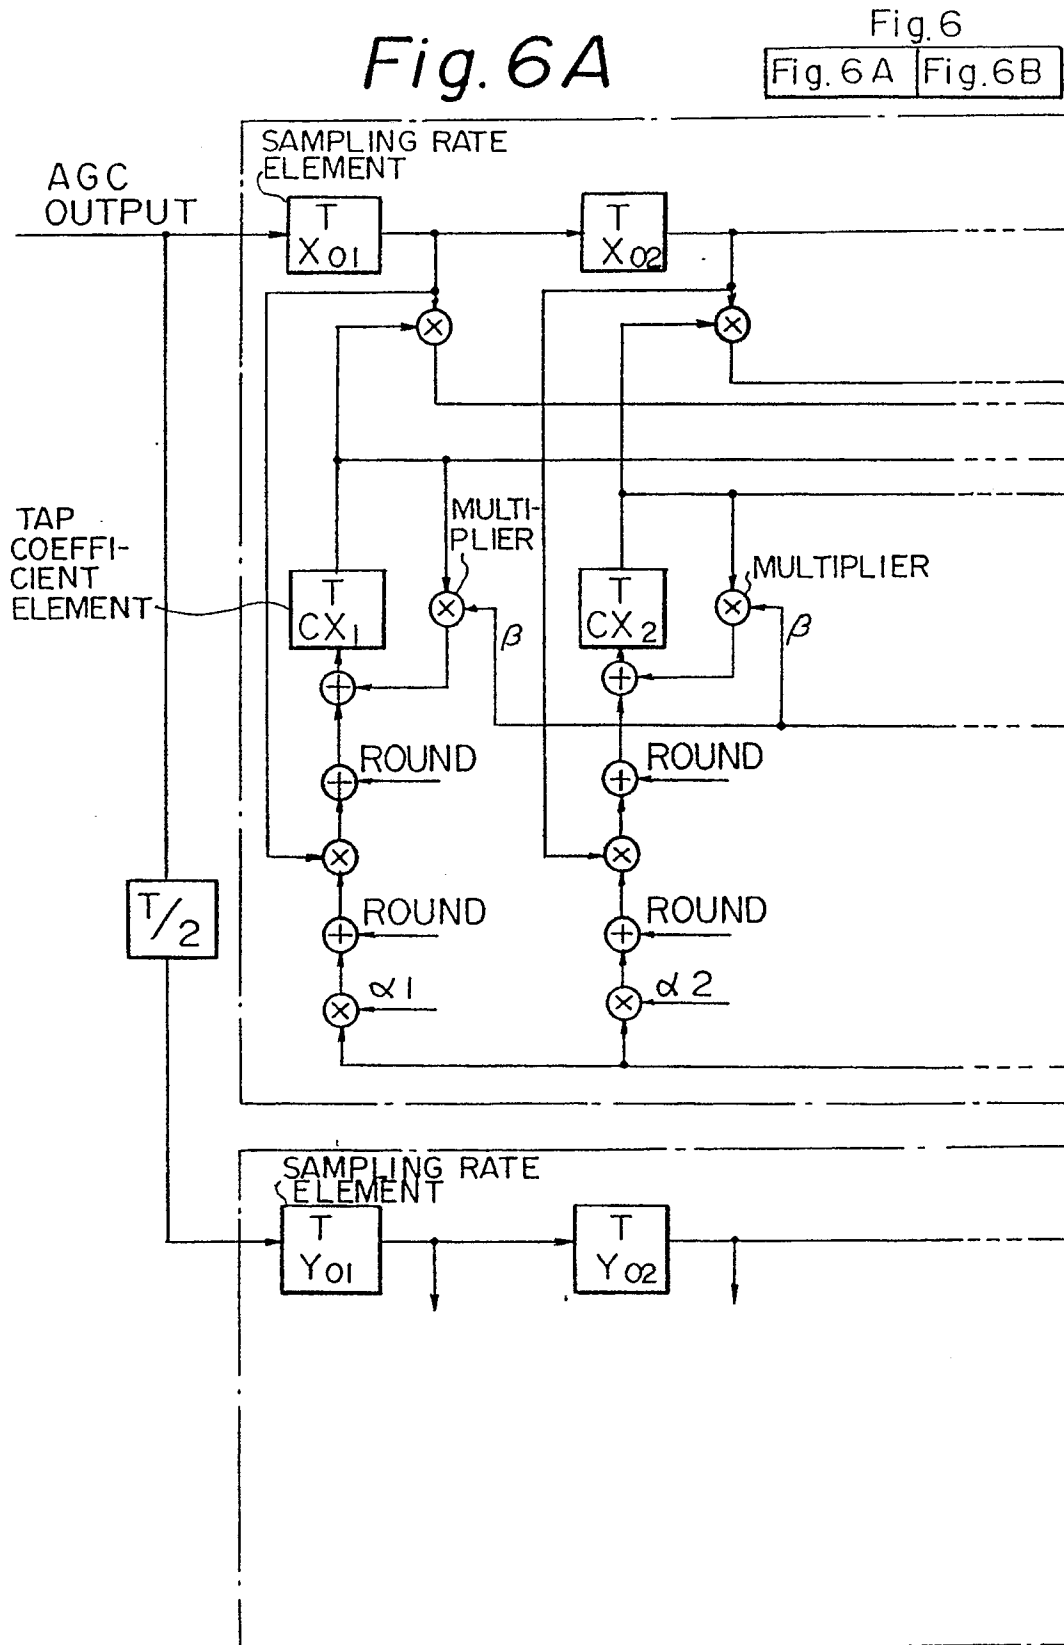 Fig. 6A
Fig. 6
Fig. 6A Fig. 6B
SAMPLING RATE
ELEMENT
AGC
OUTPUT
T
X01
T
X02
TAP
COEFFI-
CIENT
ELEMENT
MULTI-
PLIER
T
CX1
β
T
CX2
MULTIPLIER
β
ROUND
ROUND
T/2
ROUND
ROUND
α1
α2
SAMPLING RATE
ELEMENT
T
Y01
T
Y02